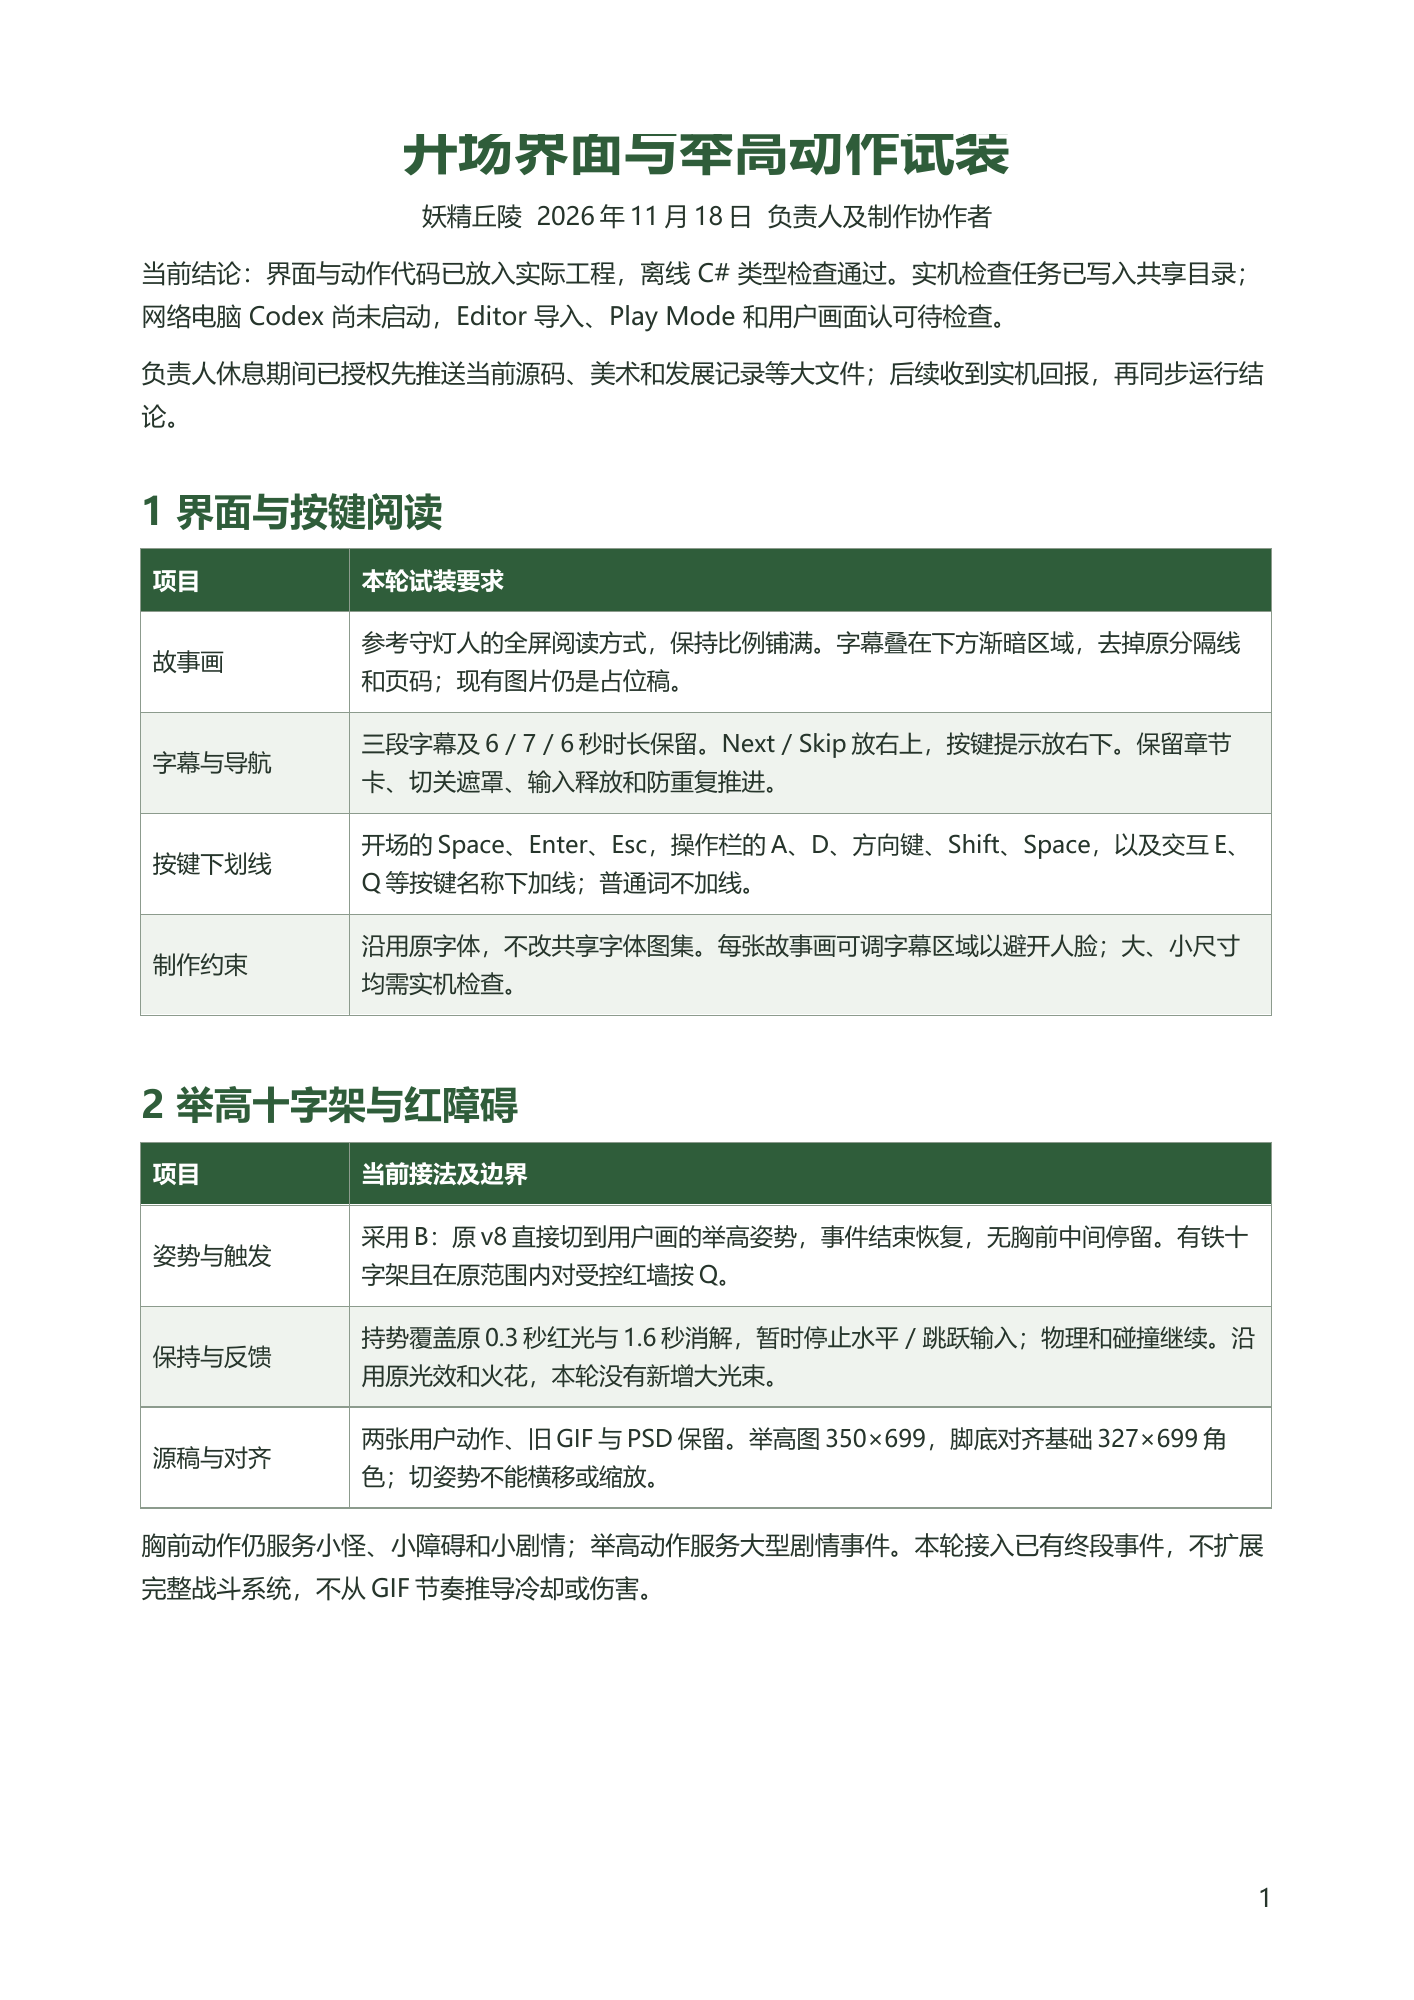 开场界面与举高动作试装
妖精丘陵 2026 年 11 月 18 日 负责人及制作协作者
当前结论：界面与动作代码已放入实际工程，离线 C# 类型检查通过。实机检查任务已写入共享目录；
网络电脑 Codex 尚未启动，Editor 导入、Play Mode 和用户画面认可待检查。
负责人休息期间已授权先推送当前源码、美术和发展记录等大文件；后续收到实机回报，再同步运行结
论。
1 界面与按键阅读
项目 本轮试装要求
故事画
参考守灯人的全屏阅读方式，保持比例铺满。字幕叠在下方渐暗区域，去掉原分隔线
和页码；现有图片仍是占位稿。
字幕与导航
三段字幕及 6 / 7 / 6 秒时长保留。Next / Skip 放右上，按键提示放右下。保留章节
卡、切关遮罩、输入释放和防重复推进。
按键下划线
开场的 Space、Enter、Esc，操作栏的 A、D、方向键、Shift、Space，以及交互 E、
Q 等按键名称下加线；普通词不加线。
制作约束
沿用原字体，不改共享字体图集。每张故事画可调字幕区域以避开人脸；大、小尺寸
均需实机检查。
2 举高十字架与红障碍
项目 当前接法及边界
姿势与触发
采用 B：原 v8 直接切到用户画的举高姿势，事件结束恢复，无胸前中间停留。有铁十
字架且在原范围内对受控红墙按 Q。
保持与反馈
持势覆盖原 0.3 秒红光与 1.6 秒消解，暂时停止水平 / 跳跃输入；物理和碰撞继续。沿
用原光效和火花，本轮没有新增大光束。
源稿与对齐
两张用户动作、旧 GIF 与 PSD 保留。举高图 350×699，脚底对齐基础 327×699 角
色；切姿势不能横移或缩放。
胸前动作仍服务小怪、小障碍和小剧情；举高动作服务大型剧情事件。本轮接入已有终段事件，不扩展
完整战斗系统，不从 GIF 节奏推导冷却或伤害。
1